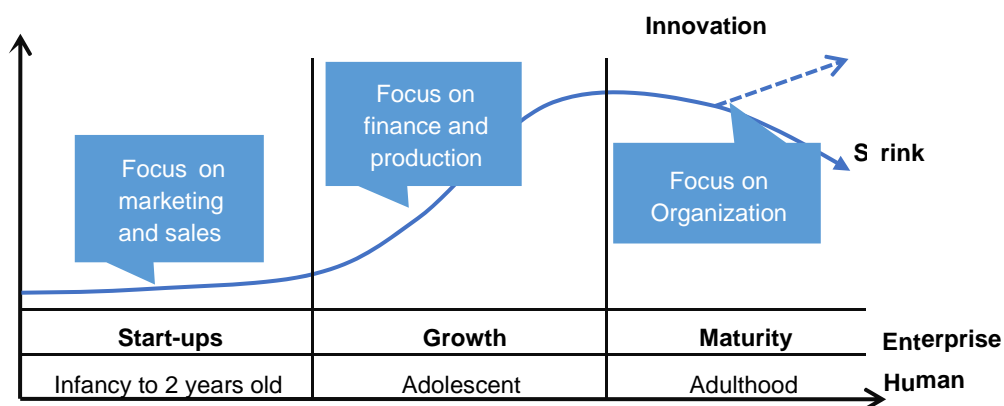 Innovation
Focus on
finance and
production
Focus on
marketing
and sales
S rink
Focus on
Organization
Start-ups
Growth
Maturity
Enterprise
Infancy to 2 years old
Adolescent
Adulthood
Human